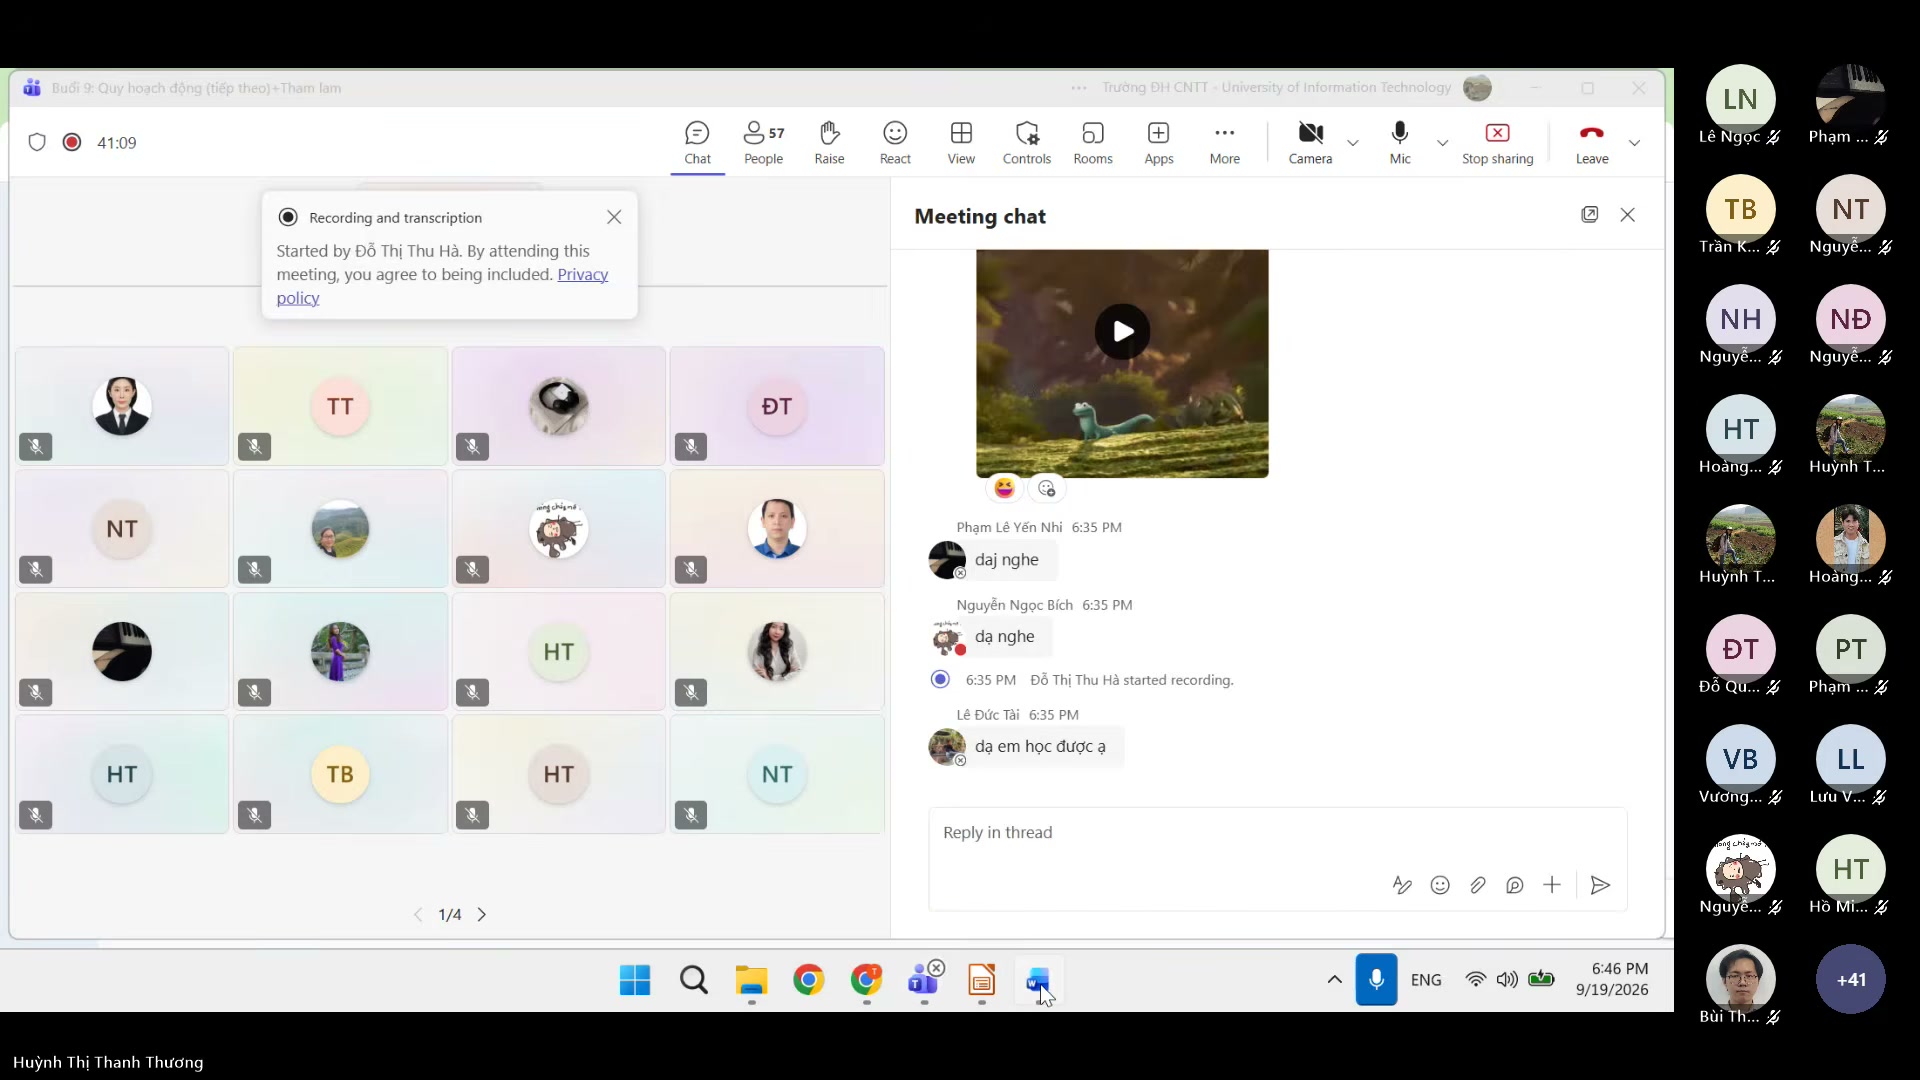 Buổi 9: Quy hoạch động (tiếp theo)+Tham lam
Trường ĐH CNTT - University of Information Technology
41:09
Chat
57
People
Raise
React
View
Controls
Rooms
Apps
More
Camera
Mic
Stop sharing
Leave
Recording and transcription
Started by Đỗ Thị Thu Hà. By attending this
meeting, you agree to being included. Privacy
policy
TT
ĐT
NT
HT
HT
TB
HT
NT
1/4
Meeting chat
Phạm Lê Yến Nhi 6:35 PM
daj nghe
Nguyễn Ngọc Bích 6:35 PM
dạ nghe
6:35 PM Đỗ Thị Thu Hà started recording.
Lê Đức Tài 6:35 PM
dạ em học được ạ
Reply in thread
ENG
6:46 PM
9/19/2026
LN
Lê Ngọc
Phạm ...
TB
Trần K...
NT
Nguyễ...
NH
Nguyễ...
NĐ
Nguyễ...
HT
Hoàng...
Huỳnh T...
Huỳnh T...
Hoàng...
ĐT
Đỗ Qu...
PT
Phạm ...
VB
Vương...
LL
Lưu V...
Nguyễ...
HT
Hồ Mi...
Bùi Th...
+41
Huỳnh Thị Thanh Thương